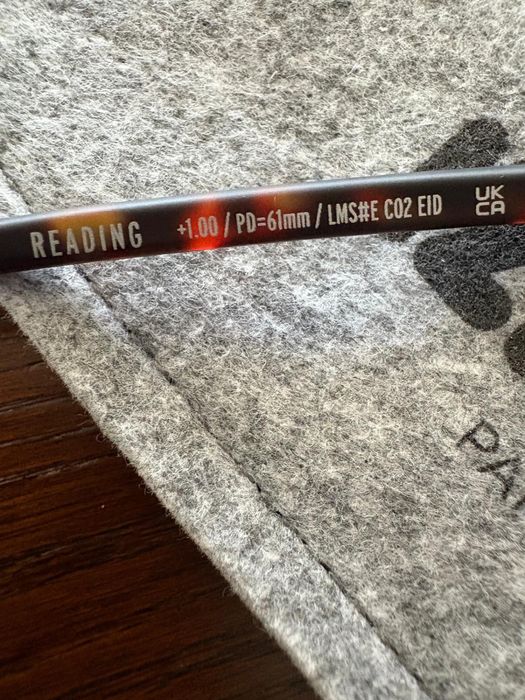 READING +1.00 / PD=61mm / LMS#E C02 EID UK
CA